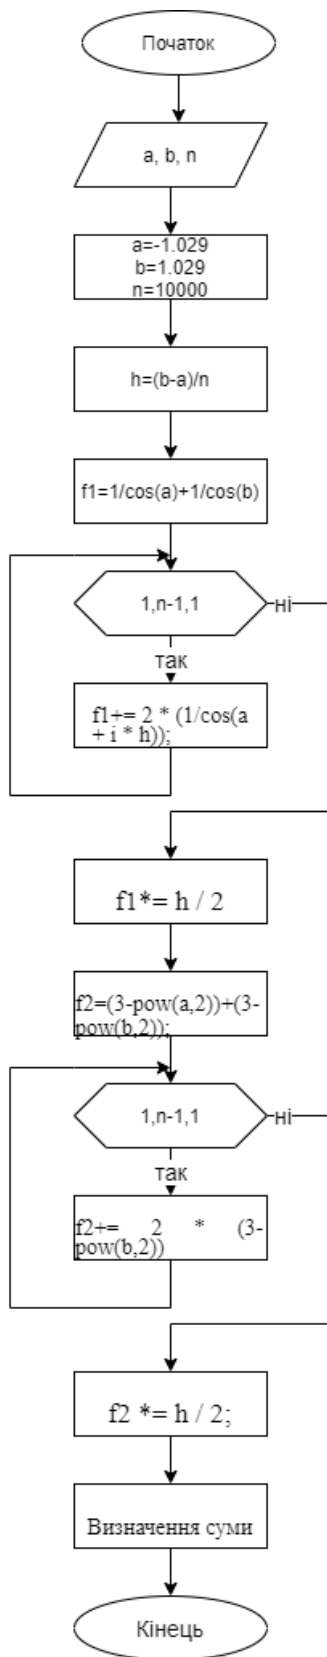 Початок
a, b, n
a=-1.029
b=1.029
n=10000
h=(b-a)/n
f1=1/cos(a)+1/cos(b)
1,n-1,1
ні
так
f1+= 2 * (1/cos(a
+ i * h));
f1*= h / 2
f2=(3-pow(a,2))+(3-
pow(b,2));
1,n-1,1
ні
так
f2+= 2 * (3-
pow(b,2))
f2 *= h / 2;
Визначення суми
Кінець